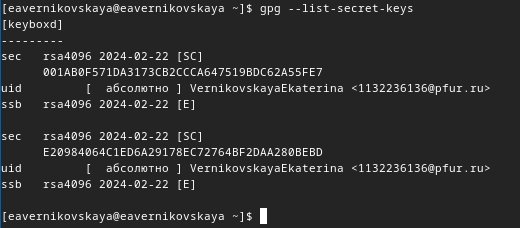 [eavernikovskaya@eavernikovskaya ~]$ gpg --list-secret-keys
[keyboxd]
---------
sec   rsa4096 2024-02-22 [SC]
      001AB0F571DA3173CB2CCCA647519BDC62A55FE7
uid         [  абсолютно ] VernikovskayaEkaterina <1132236136@pfur.ru>
ssb   rsa4096 2024-02-22 [E]

sec   rsa4096 2024-02-22 [SC]
      E20984064C1ED6A29178EC72764BF2DAA280BEBD
uid         [  абсолютно ] VernikovskayaEkaterina <1132236136@pfur.ru>
ssb   rsa4096 2024-02-22 [E]

[eavernikovskaya@eavernikovskaya ~]$